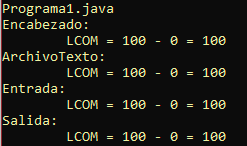 Programa1.java
Encabezado:
LCOM = 100 - 0 = 100
ArchivoTexto:
LCOM = 100 - 0 = 100
Entrada:
LCOM = 100 - 0 = 100
Salida:
LCOM = 100 - 0 = 100